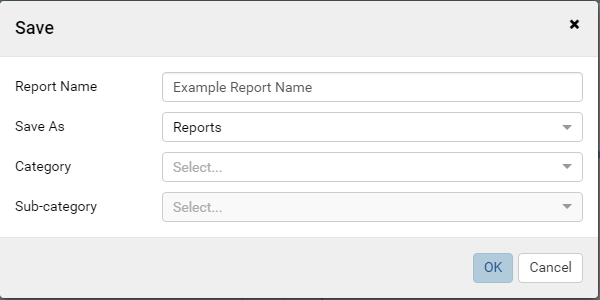 Save
Report Name Example Report Name
Save As Reports
Category Select...
Sub-category Select...
OK Cancel